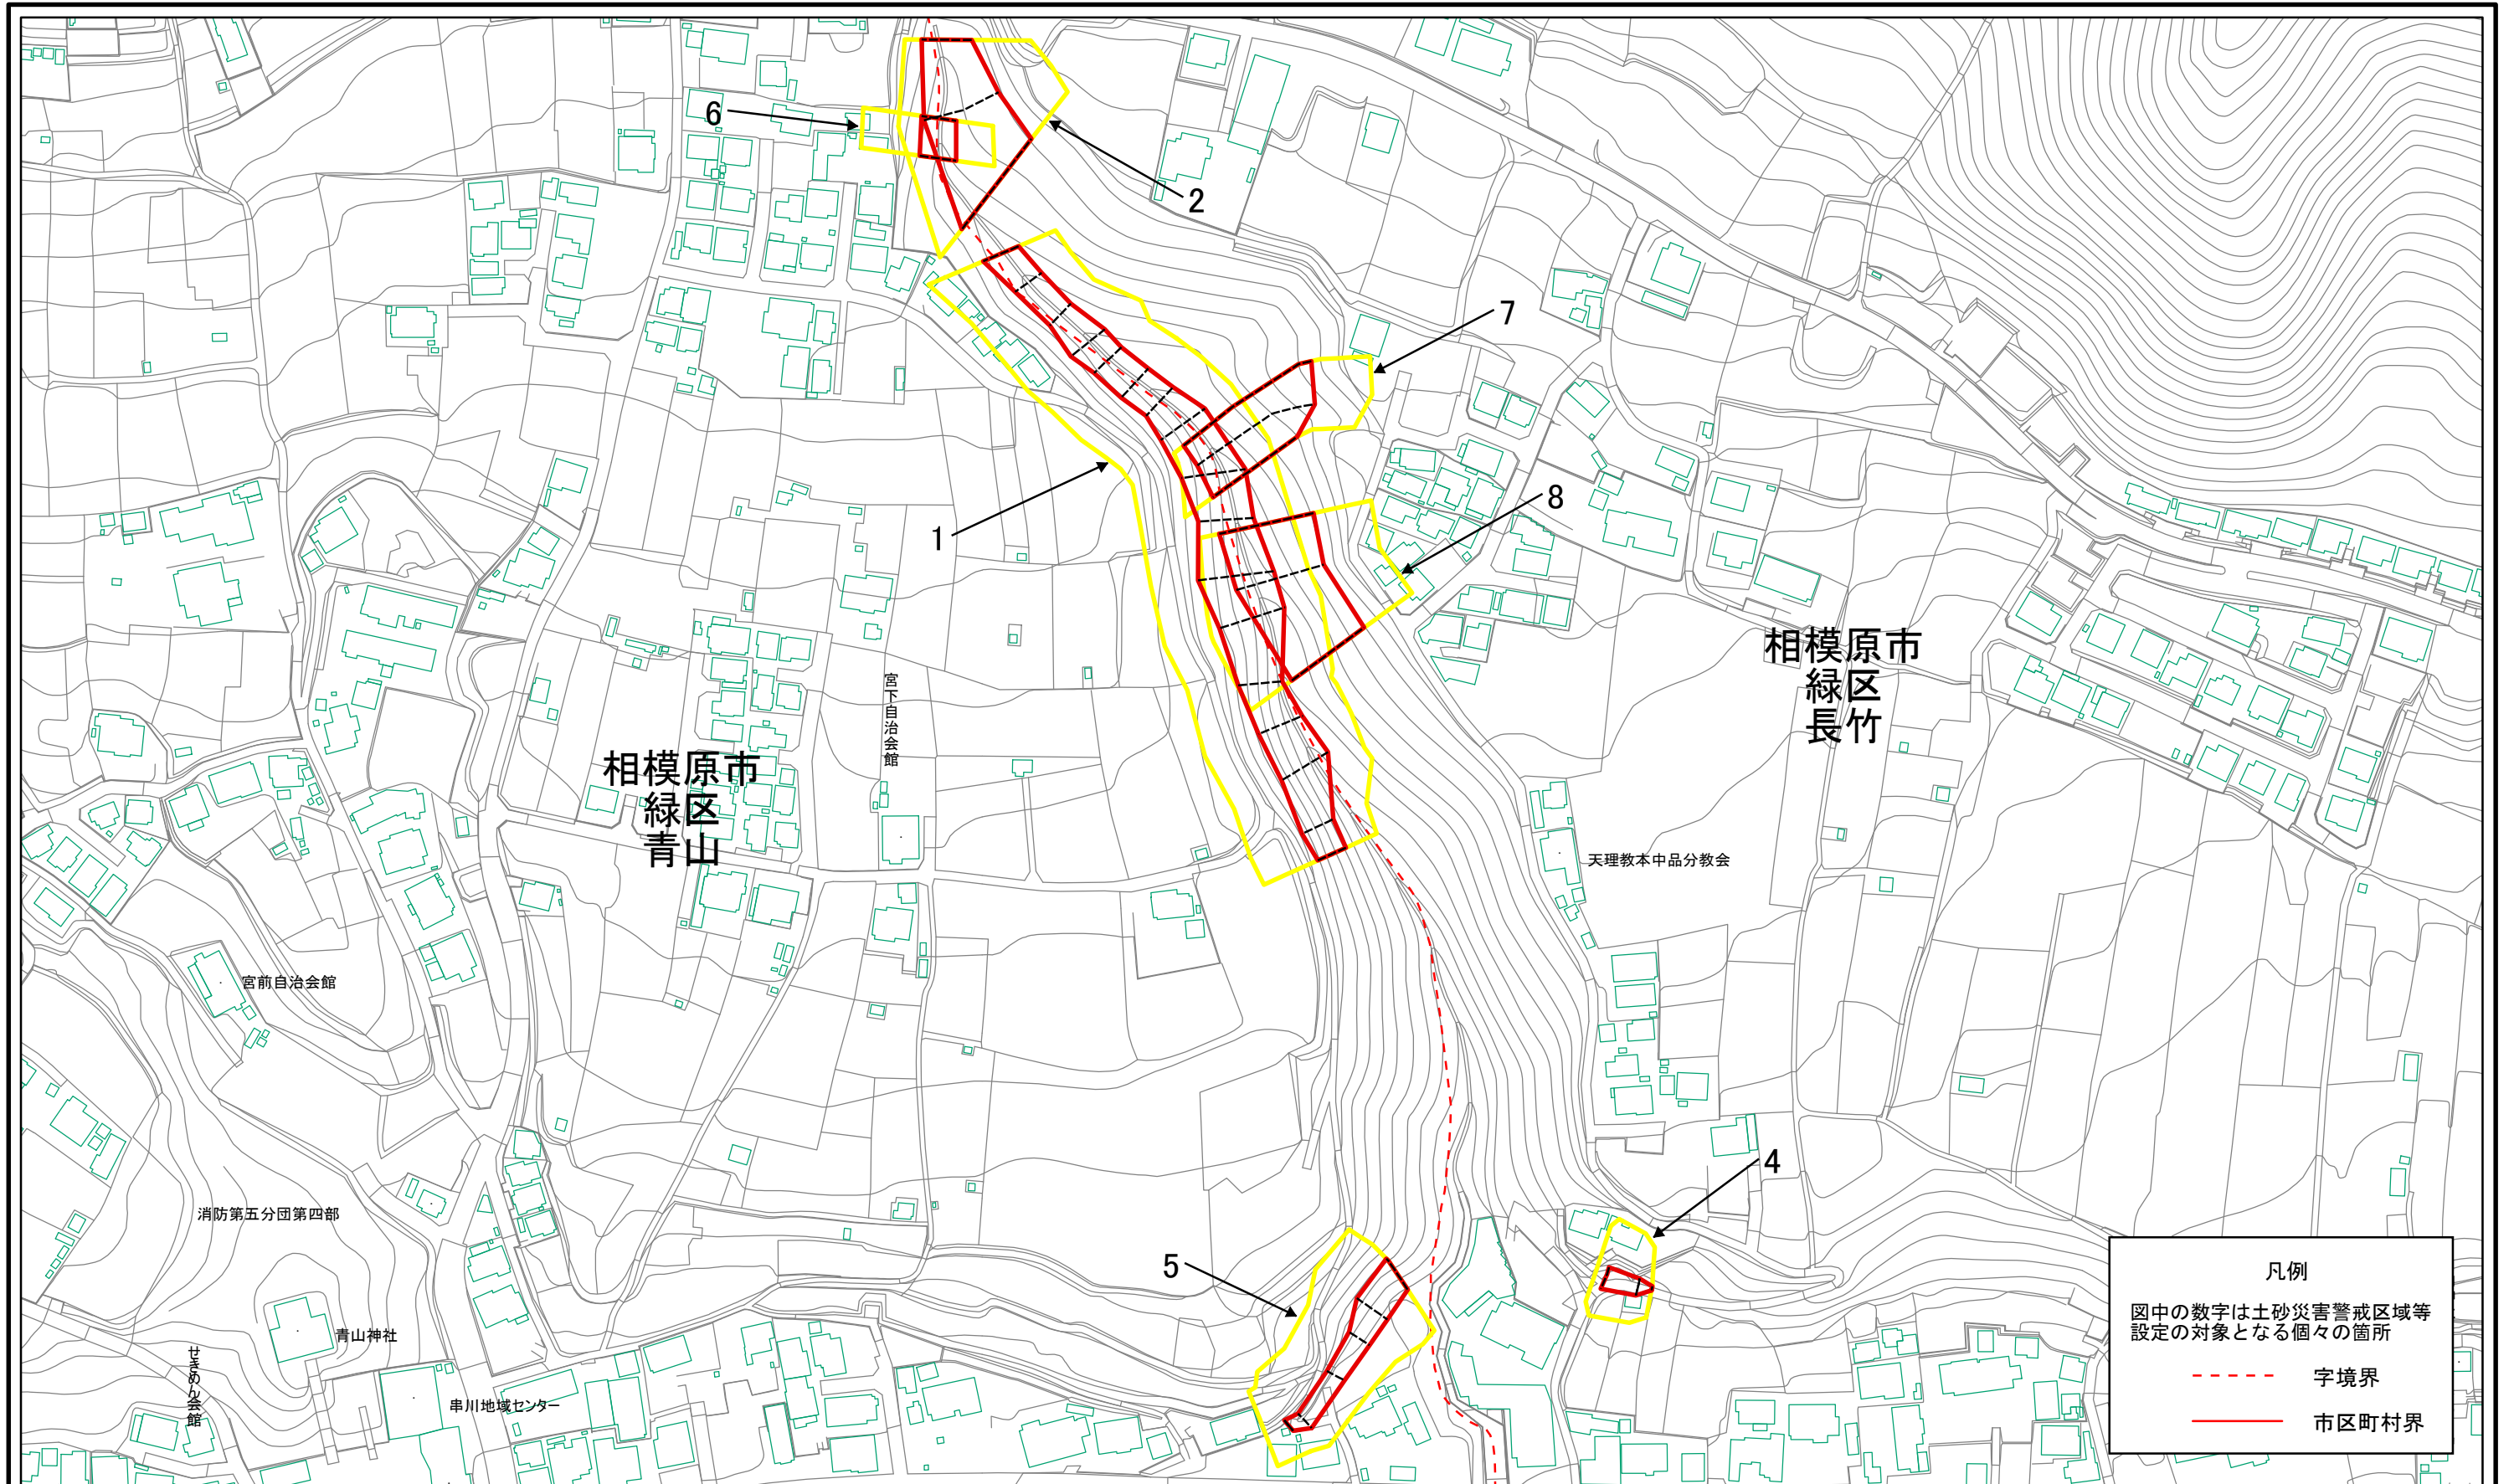 6
2
7
8
1
相模原市
緑区
長竹
宮下自治会館
相模原市
緑区
青山
天理教本中品分教会
宮前自治会館
4
消防第五分団第四部
5
青山神社
せきめん会館
串川地域センター
凡例
図中の数字は土砂災害警戒区域等
設定の対象となる個々の箇所
字境界
市区町村界